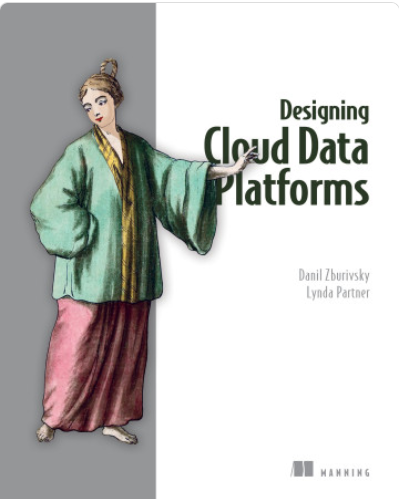 Designing
Cloud Data
Platforms
Danil Zburivsky
Lynda Partner
MANNING